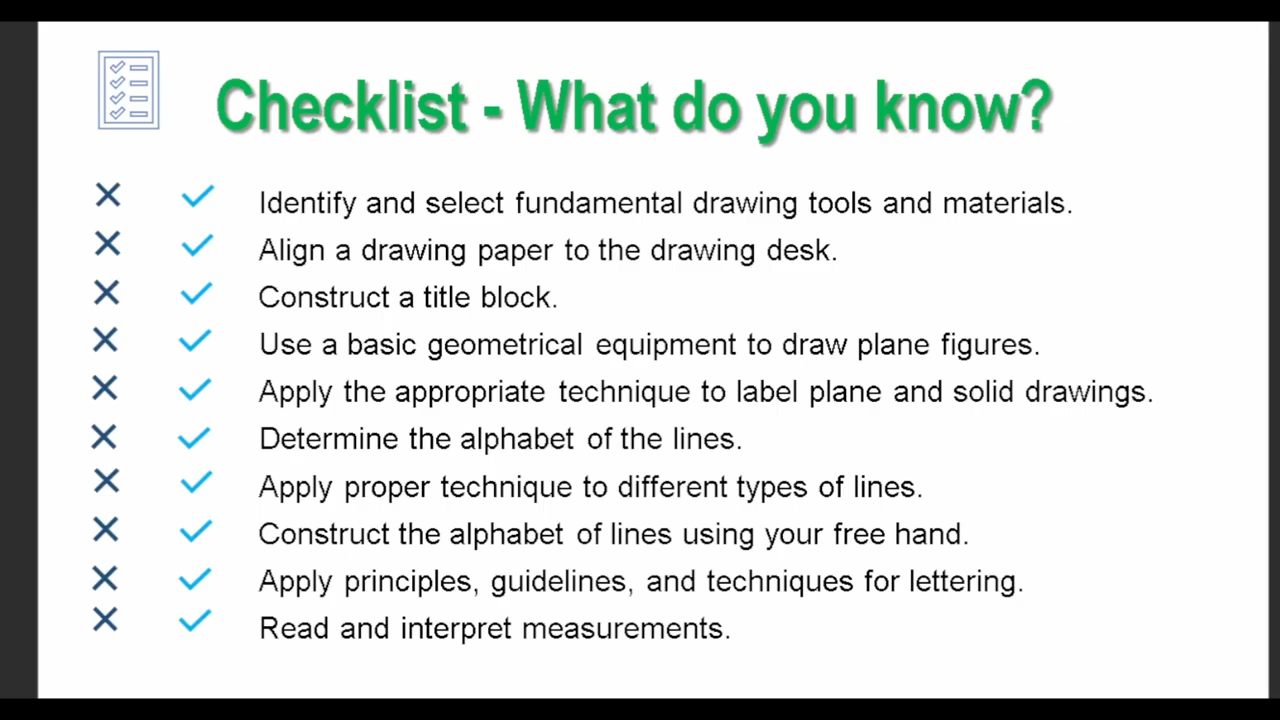 Checklist - What do you know?
Identify and select fundamental drawing tools and materials.
Align a drawing paper to the drawing desk.
Construct a title block.
Use a basic geometrical equipment to draw plane figures.
Apply the appropriate technique to label plane and solid drawings.
Determine the alphabet of the lines.
Apply proper technique to different types of lines.
Construct the alphabet of lines using your free hand.
Apply principles, guidelines, and techniques for lettering.
Read and interpret measurements.